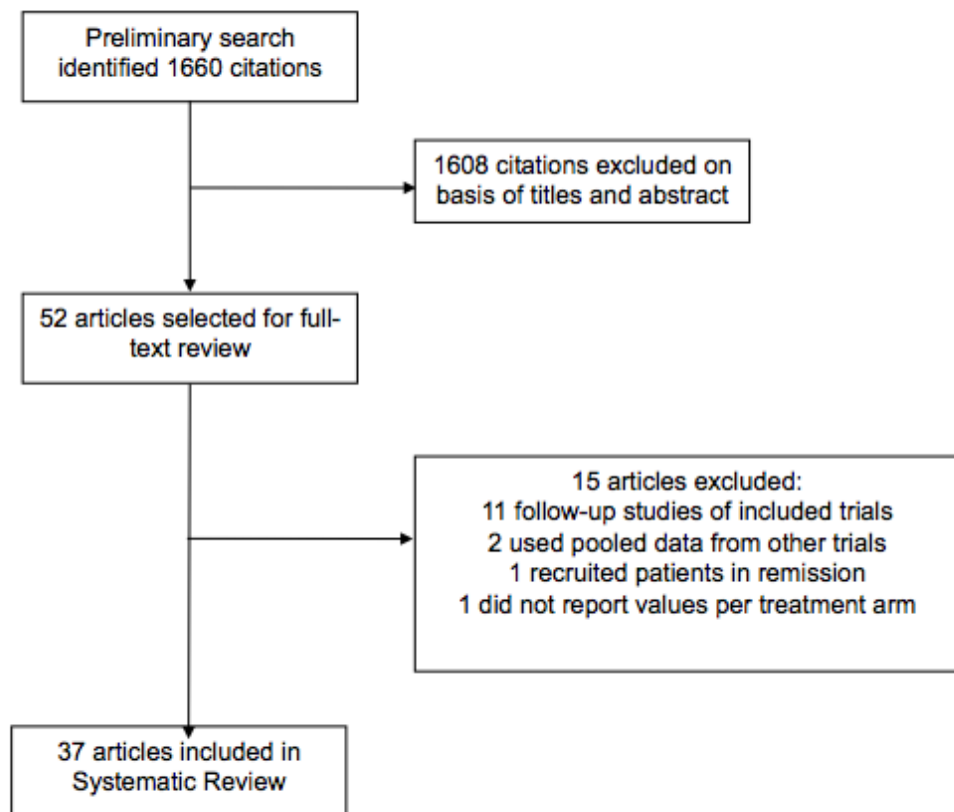 Preliminary search
identified 1660 citations
1608 citations excluded on
basis of titles and abstract
52 articles selected for full-
text review
15 articles excluded:
11 follow-up studies of included trials
2 used pooled data from other trials
1 recruited patients in remission
1 did not report values per treatment arm
37 articles included in
Systematic Review